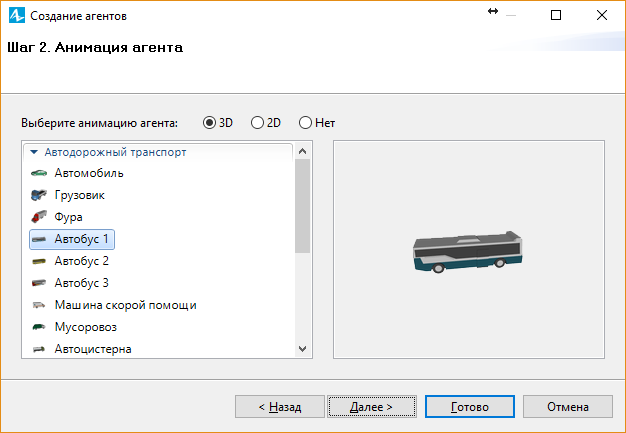 Создание агентов
Шаг 2. Анимация агента
Выберите анимацию агента: 3D 2D Нет
Автодорожный транспорт
Автомобиль
Грузовик
Фура
Автобус 1
Автобус 2
Автобус 3
Машина скорой помощи
Мусоровоз
Автоцистерна
< Назад Далее > Готово Отмена